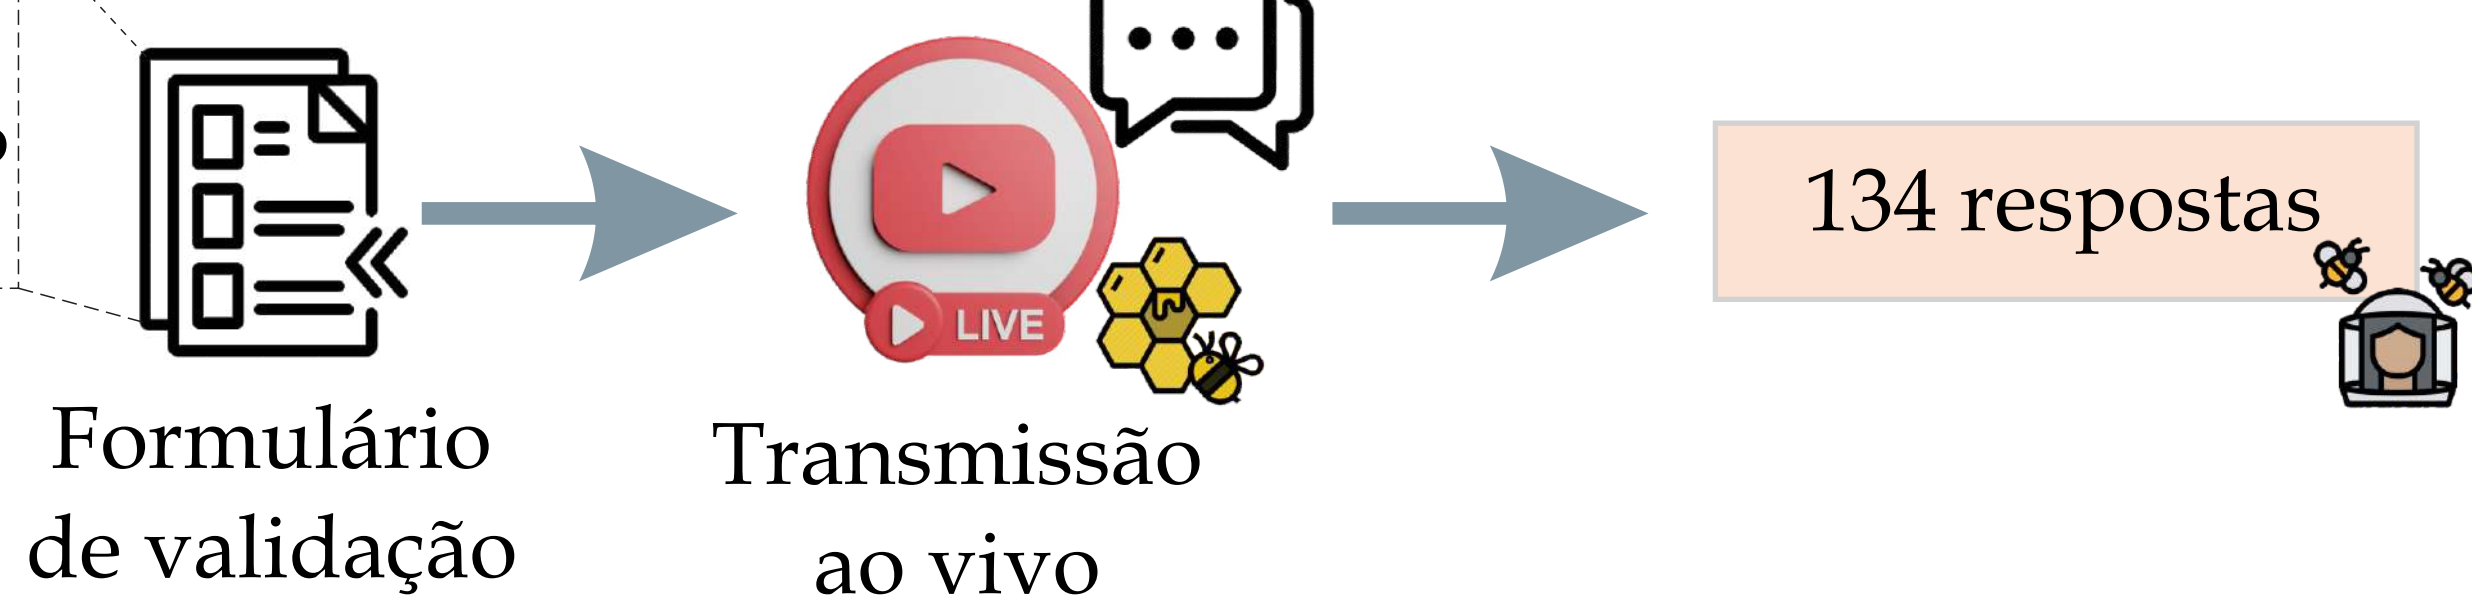 134 respostas
LIVE
Formulário
de validação
Transmissão
ao vivo